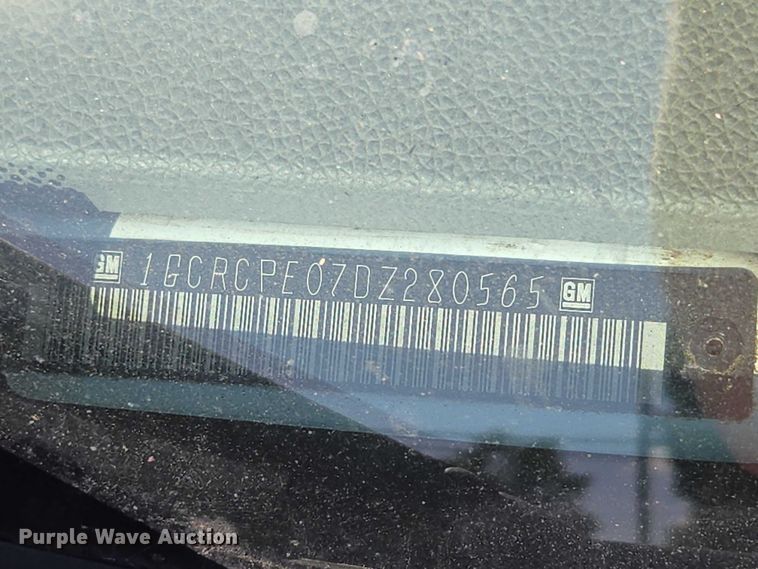 GM 1GCRCPE07DZ280565 GM
Purple Wave Auction